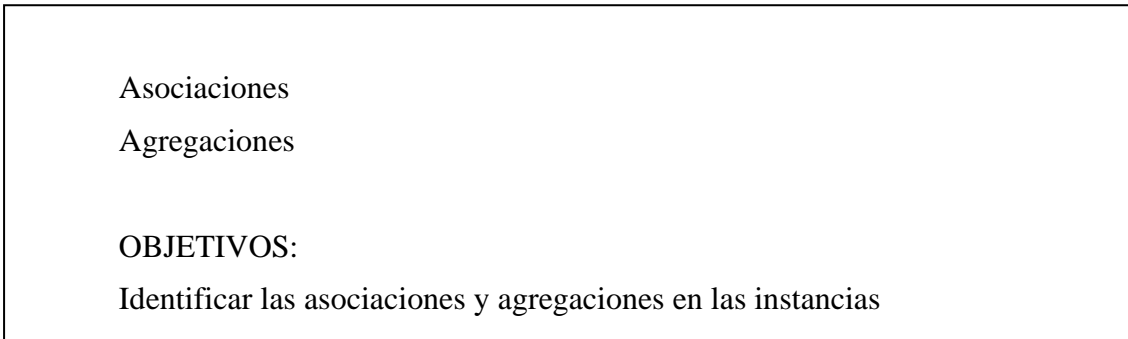 Asociaciones
Agregaciones
OBJETIVOS:
Identificar las asociaciones y agregaciones en las instancias